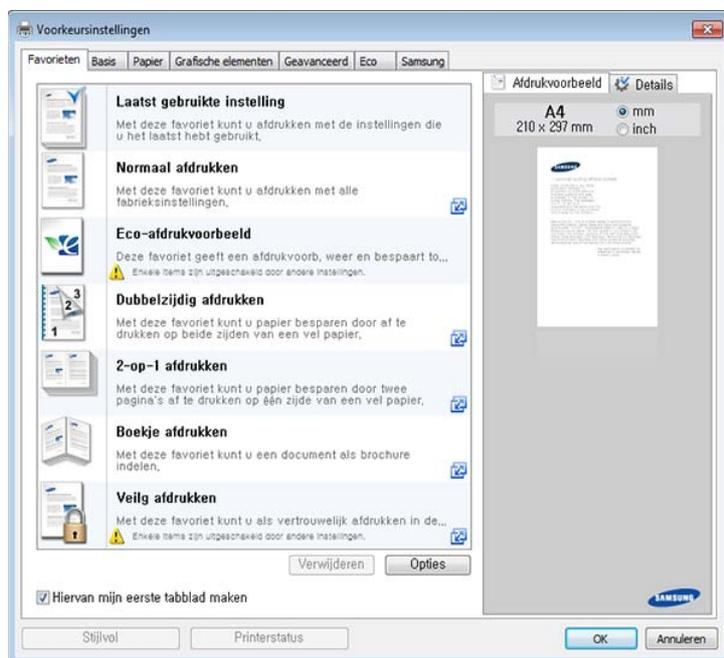 Voorkeursinstellingen
Favorieten Basis Papier Grafische elementen Geavanceerd Eco Samsung
Laatst gebruikte instelling
Met deze favoriet kunt u afdrukken met de instellingen die
u het laatst hebt gebruikt.
Normaal afdrukken
Met deze favoriet kunt u afdrukken met alle
fabrieksinstellingen.
Eco-afdrukvoorbeeld
Deze favoriet geeft een afdrukvoorb, weer en bespaart to...
Enkele items zijn uitgeschakeld door andere instellingen.
Dubbelzijdig afdrukken
Met deze favoriet kunt u papier besparen door af te
drukken op beide zijden van een vel papier.
2-op-1 afdrukken
Met deze favoriet kunt u papier besparen door twee
pagina's af te drukken op één zijde van een vel papier.
Boekje afdrukken
Met deze favoriet kunt u een document als brochure
indelen.
Veilg afdrukken
Met deze favoriet kunt u als vertrouwelijk afdrukken in de...
Enkele items zijn uitgeschakeld door andere instellingen.
Verwijderen Opties
Hiervan mijn eerste tabblad maken
Stijlvol Printerstatus
Afdrukvoorbeeld Details
A4
210 x 297 mm
mm
inch
SAMSUNG
SAMSUNG
OK Annuleren